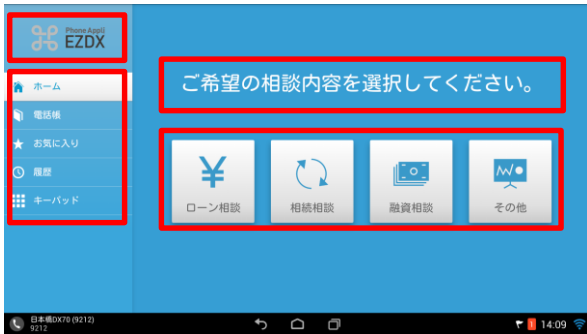 Phone Appli
EZDX
ホーム
電話帳
お気に入り
履歴
キーパッド
ご希望の相談内容を選択してください。
ローン相談
相続相談
融資相談
その他
日本橋DX70 (9212)
9212
1
14:09